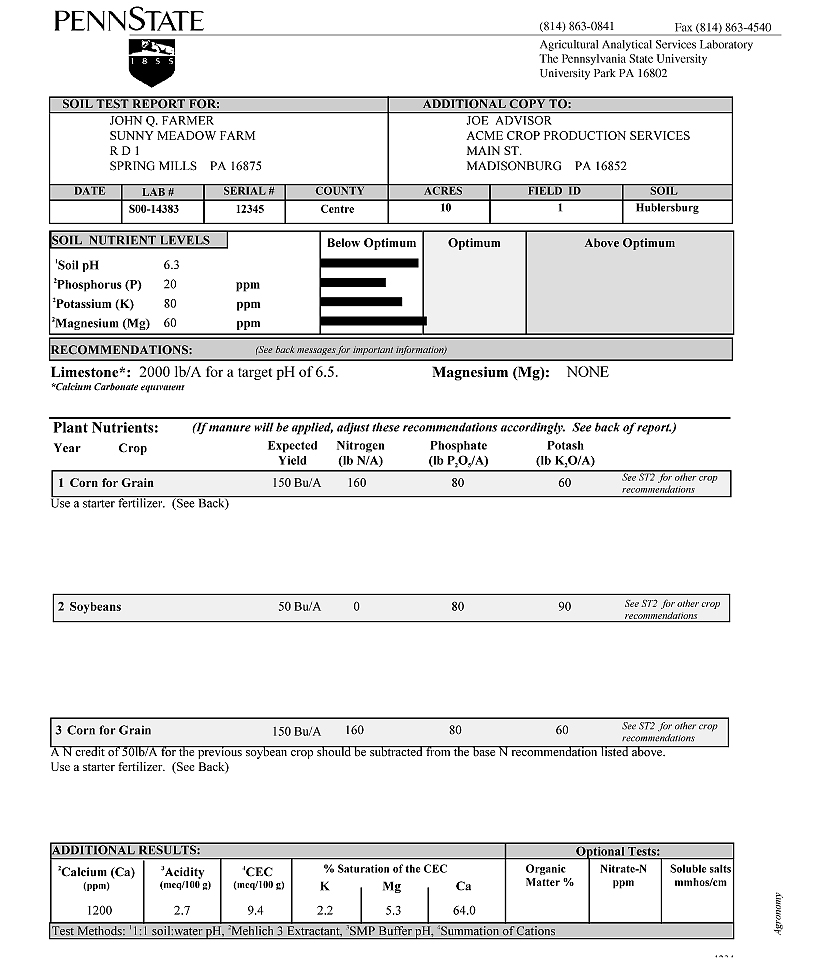 PENNSTATE
(814) 863-0841 Fax (814) 863-4540
1855
Agricultural Analytical Services Laboratory
The Pennsylvania State University
University Park PA 16802
SOIL TEST REPORT FOR: ADDITIONAL COPY TO:
JOHN Q. FARMER JOE ADVISOR
SUNNY MEADOW FARM ACME CROP PRODUCTION SERVICES
R D 1 MAIN ST.
SPRING MILLS PA 16875 MADISONBURG PA 16852
DATE LAB # SERIAL # COUNTY ACRES FIELD ID SOIL
S00-14383 12345 Centre 10 1 Hublersburg
SOIL NUTRIENT LEVELS Below Optimum Optimum Above Optimum
¹Soil pH 6.3
²Phosphorus (P) 20 ppm
²Potassium (K) 80 ppm
²Magnesium (Mg) 60 ppm
RECOMMENDATIONS: (See back messages for important information)
Limestone*: 2000 lb/A for a target pH of 6.5. Magnesium (Mg): NONE
*Calcium Carbonate equivalent
Plant Nutrients: (If manure will be applied, adjust these recommendations accordingly. See back of report.)
Year Crop Expected Nitrogen Phosphate Potash
Yield (lb N/A) (lb P₂O₅/A) (lb K₂O/A)
1 Corn for Grain 150 Bu/A 160 80 60 See ST2 for other crop
recommendations
Use a starter fertilizer. (See Back)
2 Soybeans 50 Bu/A 0 80 90 See ST2 for other crop
recommendations
3 Corn for Grain 150 Bu/A 160 80 60 See ST2 for other crop
recommendations
A N credit of 50lb/A for the previous soybean crop should be subtracted from the base N recommendation listed above.
Use a starter fertilizer. (See Back)
ADDITIONAL RESULTS: Optional Tests:
²Calcium (Ca) ³Acidity ⁴CEC % Saturation of the CEC Organic Nitrate-N Soluble salts
(ppm) (meq/100 g) (meq/100 g) K Mg Ca Matter % ppm mmhos/cm
1200 2.7 9.4 2.2 5.3 64.0
Test Methods: ¹1:1 soil:water pH, ²Mehlich 3 Extractant, ³SMP Buffer pH, ⁴Summation of Cations
Agronomy